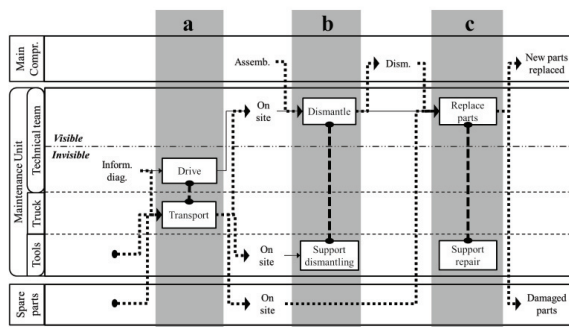 a
b
c
Main
Compr.
Assemb.
Dism.
New parts
replaced
Maintenance Unit
Technical team
Visible
Invisible
On
site
Dismantle
Replace
parts
Inform.
diag.
Drive
Truck
Transport
Tools
On
site
Support
dismantling
Support
repair
Spare
parts
On
site
Damaged
parts